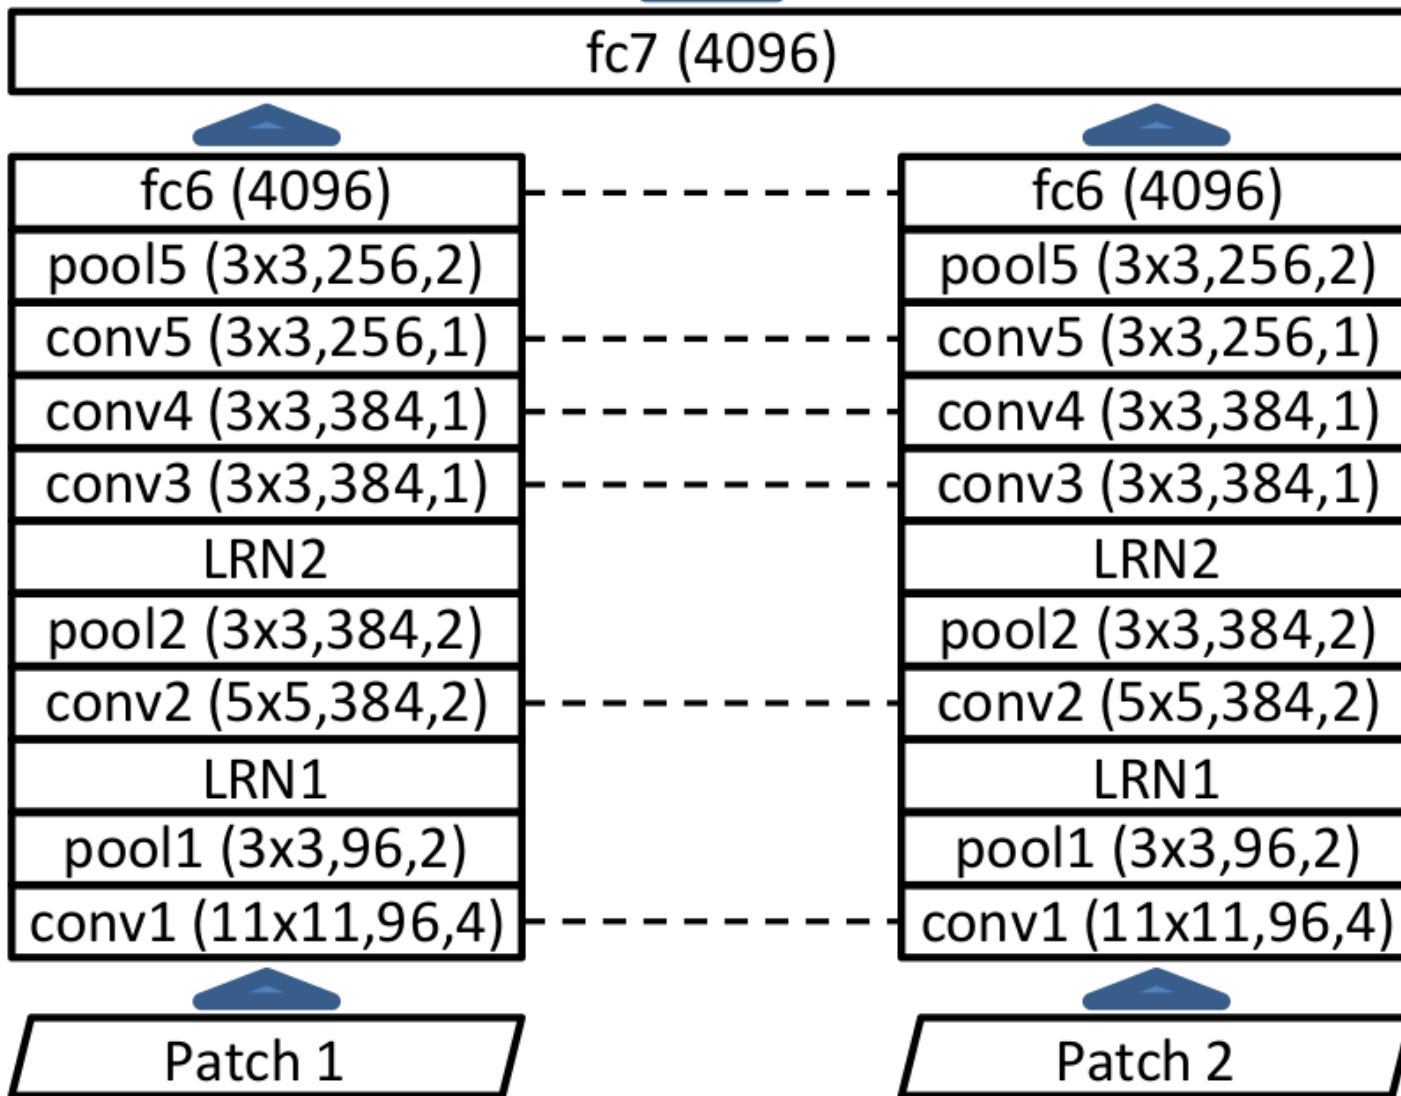 fc7 (4096)
fc6 (4096)
pool5 (3x3,256,2)
conv5 (3x3,256,1)
conv4 (3x3,384,1)
conv3 (3x3,384,1)
LRN2
pool2 (3x3,384,2)
conv2 (5x5,384,2)
LRN1
pool1 (3x3,96,2)
conv1 (11x11,96,4)
Patch 1
fc6 (4096)
pool5 (3x3,256,2)
conv5 (3x3,256,1)
conv4 (3x3,384,1)
conv3 (3x3,384,1)
LRN2
pool2 (3x3,384,2)
conv2 (5x5,384,2)
LRN1
pool1 (3x3,96,2)
conv1 (11x11,96,4)
Patch 2